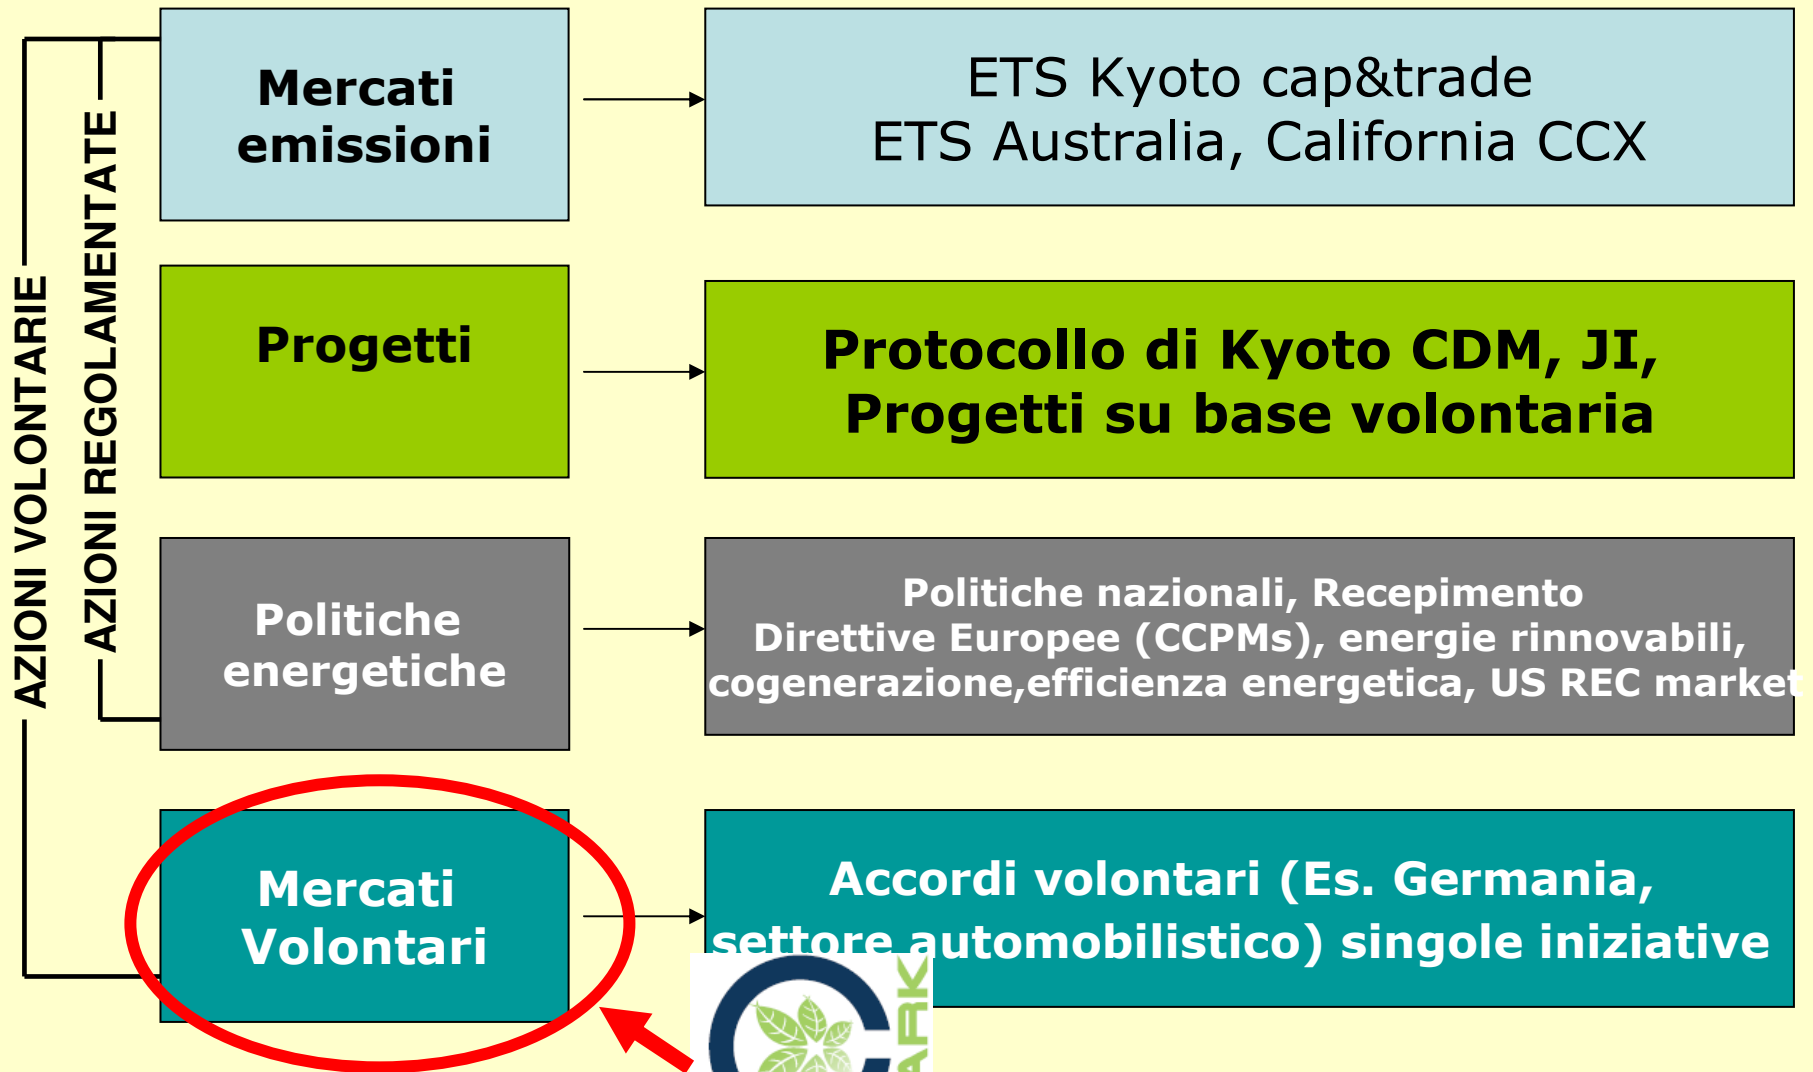 AZIONI VOLONTARIE
AZIONI REGOLAMENTATE
Mercati
emissioni
ETS Kyoto cap&trade
ETS Australia, California CCX
Progetti
Protocollo di Kyoto CDM, JI,
Progetti su base volontaria
Politiche
energetiche
Politiche nazionali, Recepimento
Direttive Europee (CCPMs), energie rinnovabili,
cogenerazione,efficienza energetica, US REC market
Mercati
Volontari
Accordi volontari (Es. Germania,
settore automobilistico) singole iniziative